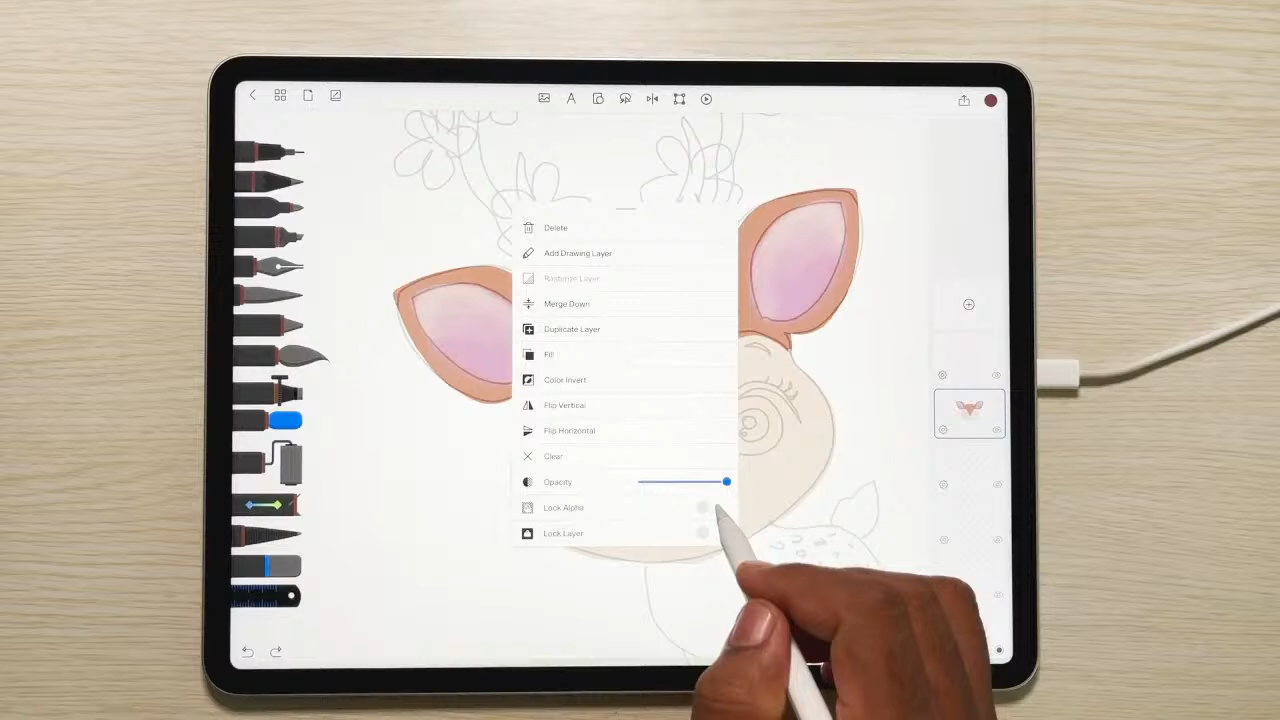 A
Delete
Add Drawing Layer
Rasterize Layer
Merge Down
Duplicate Layer
Fill
Color Invert
Flip Vertical
Flip Horizontal
Clear
Opacity
Lock Alpha
Lock Layer